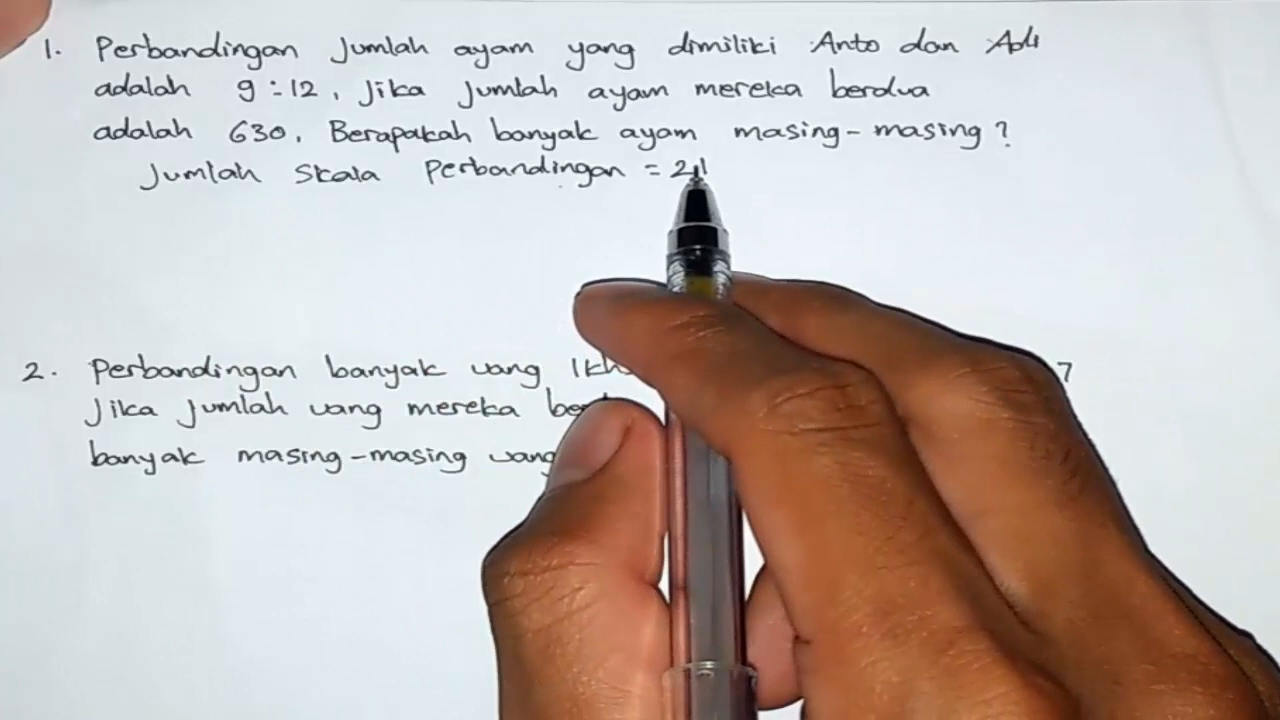 1. Perbandingan Jumlah ayam yang dimiliki Anto dan Adi
adalah 9:12, Jika Jumlah ayam mereka berdua
adalah 630. Berapakah banyak ayam masing-masing?
Jumlah Skala Perbandingan = 21
2. Perbandingan banyak uang 7
Jika Jumlah uang mereka
banyak masing-masing uang